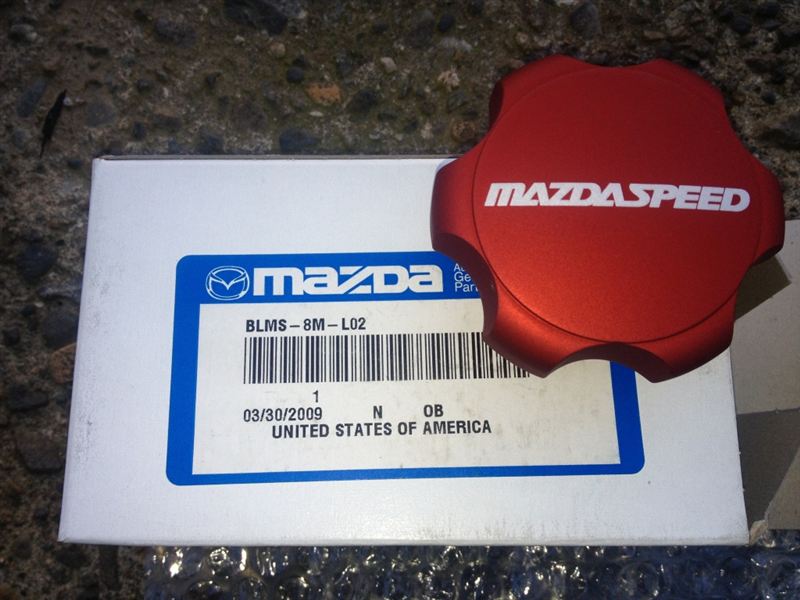 MAZDASPEED
mazda
BLMS-8M-L02
1
03/30/2009 N OB
UNITED STATES OF AMERICA